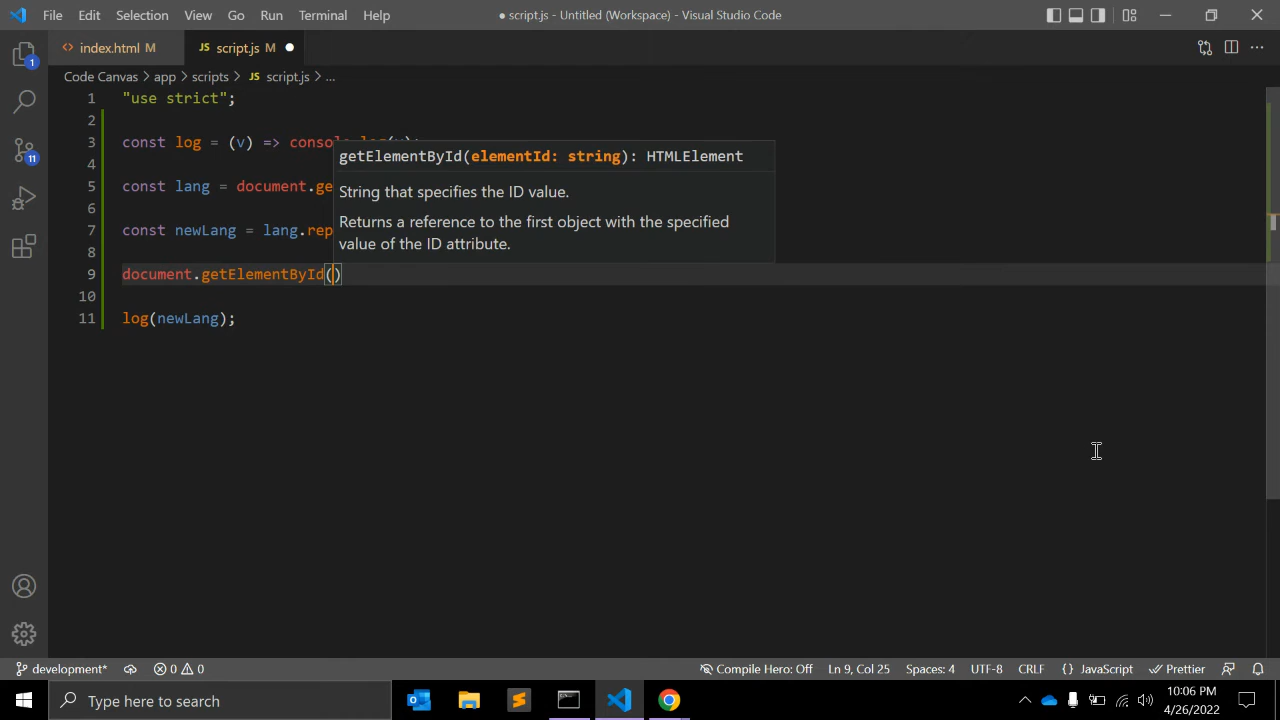 File Edit Selection View Go Run Terminal Help
● script.js - Untitled (Workspace) - Visual Studio Code
<> index.html M
JS script.js M ●
Code Canvas > app > scripts > JS script.js > ...
1 "use strict";
2
3 const log = (v) => console.log(v);
4
5 const lang = document.ge
6
7 const newLang = lang.rep
8
9 document.getElementById()
10
11 log(newLang);
getElementById(elementId: string): HTMLElement
String that specifies the ID value.
Returns a reference to the first object with the specified
value of the ID attribute.
1
11
development* 0 0 Compile Hero: Off Ln 9, Col 25 Spaces: 4 UTF-8 CRLF {} JavaScript Prettier
Type here to search
10:06 PM
4/26/2022